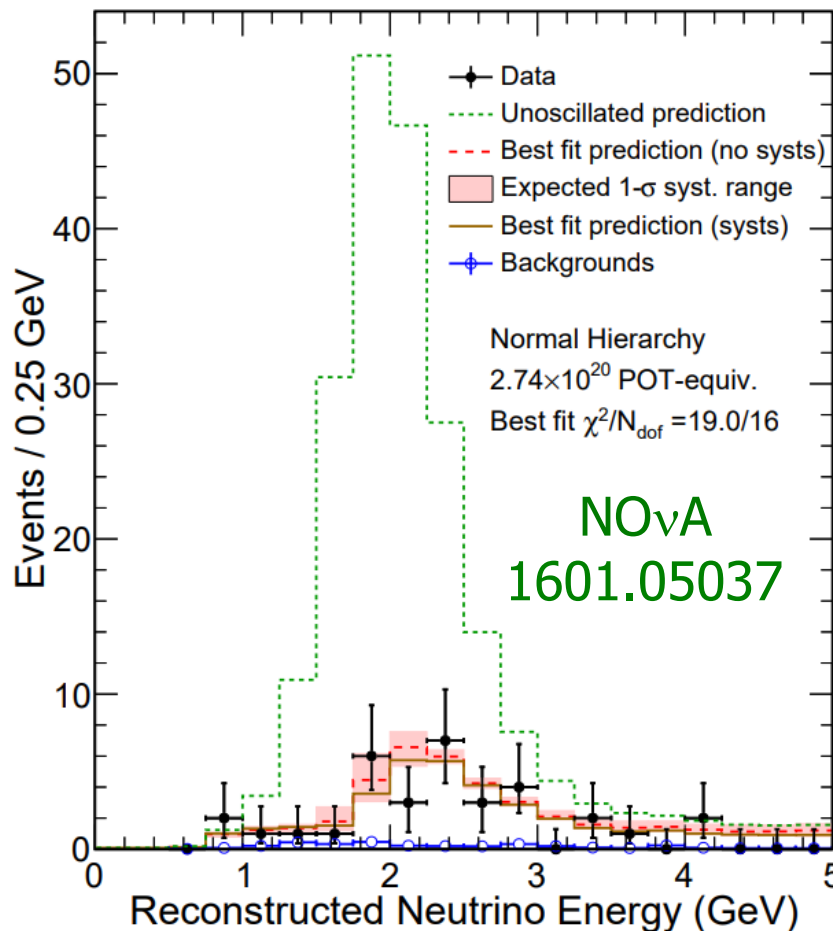 Events / 0.25 GeV
50
40
30
20
10
0
Data
Unoscillated prediction
Best fit prediction (no systs)
Expected 1-σ syst. range
Best fit prediction (systs)
Backgrounds
Normal Hierarchy
2.74×10²⁰ POT-equiv.
Best fit χ²/N_dof =19.0/16
NOνA
1601.05037
0 1 2 3 4 5
Reconstructed Neutrino Energy (GeV)